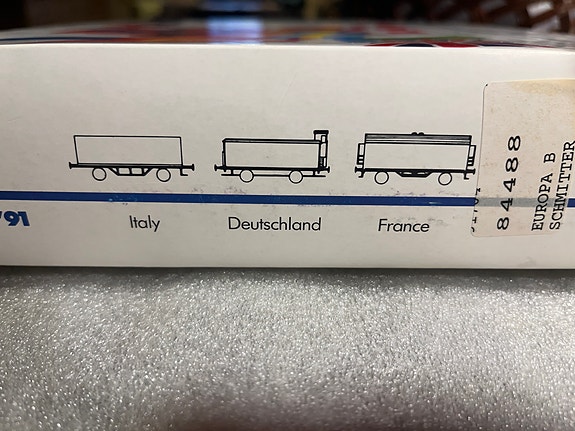 '91
Italy
Deutschland
France
84488
EUROPA B
SCHMITTER